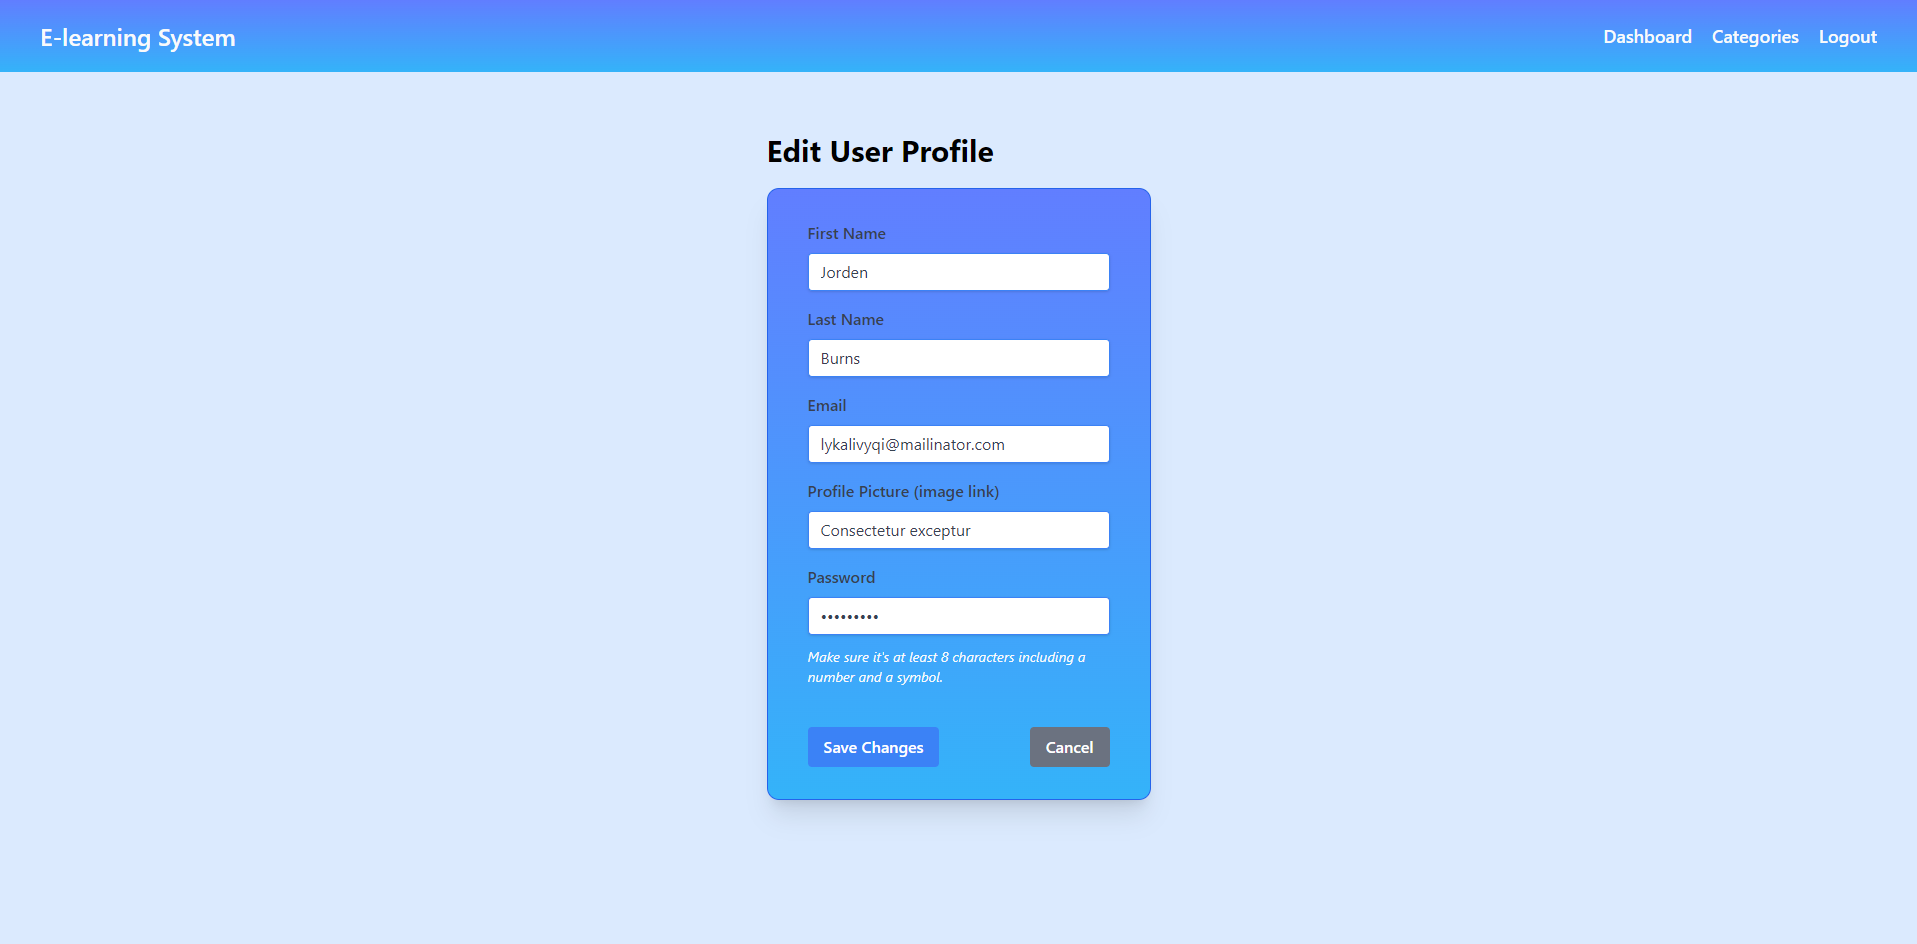 E-learning System
Dashboard Categories Logout
Edit User Profile
First Name
Jorden
Last Name
Burns
Email
lykalivyqi@mailinator.com
Profile Picture (image link)
Consectetur exceptur
Password
•••••••••
Make sure it's at least 8 characters including a
number and a symbol.
Save Changes Cancel